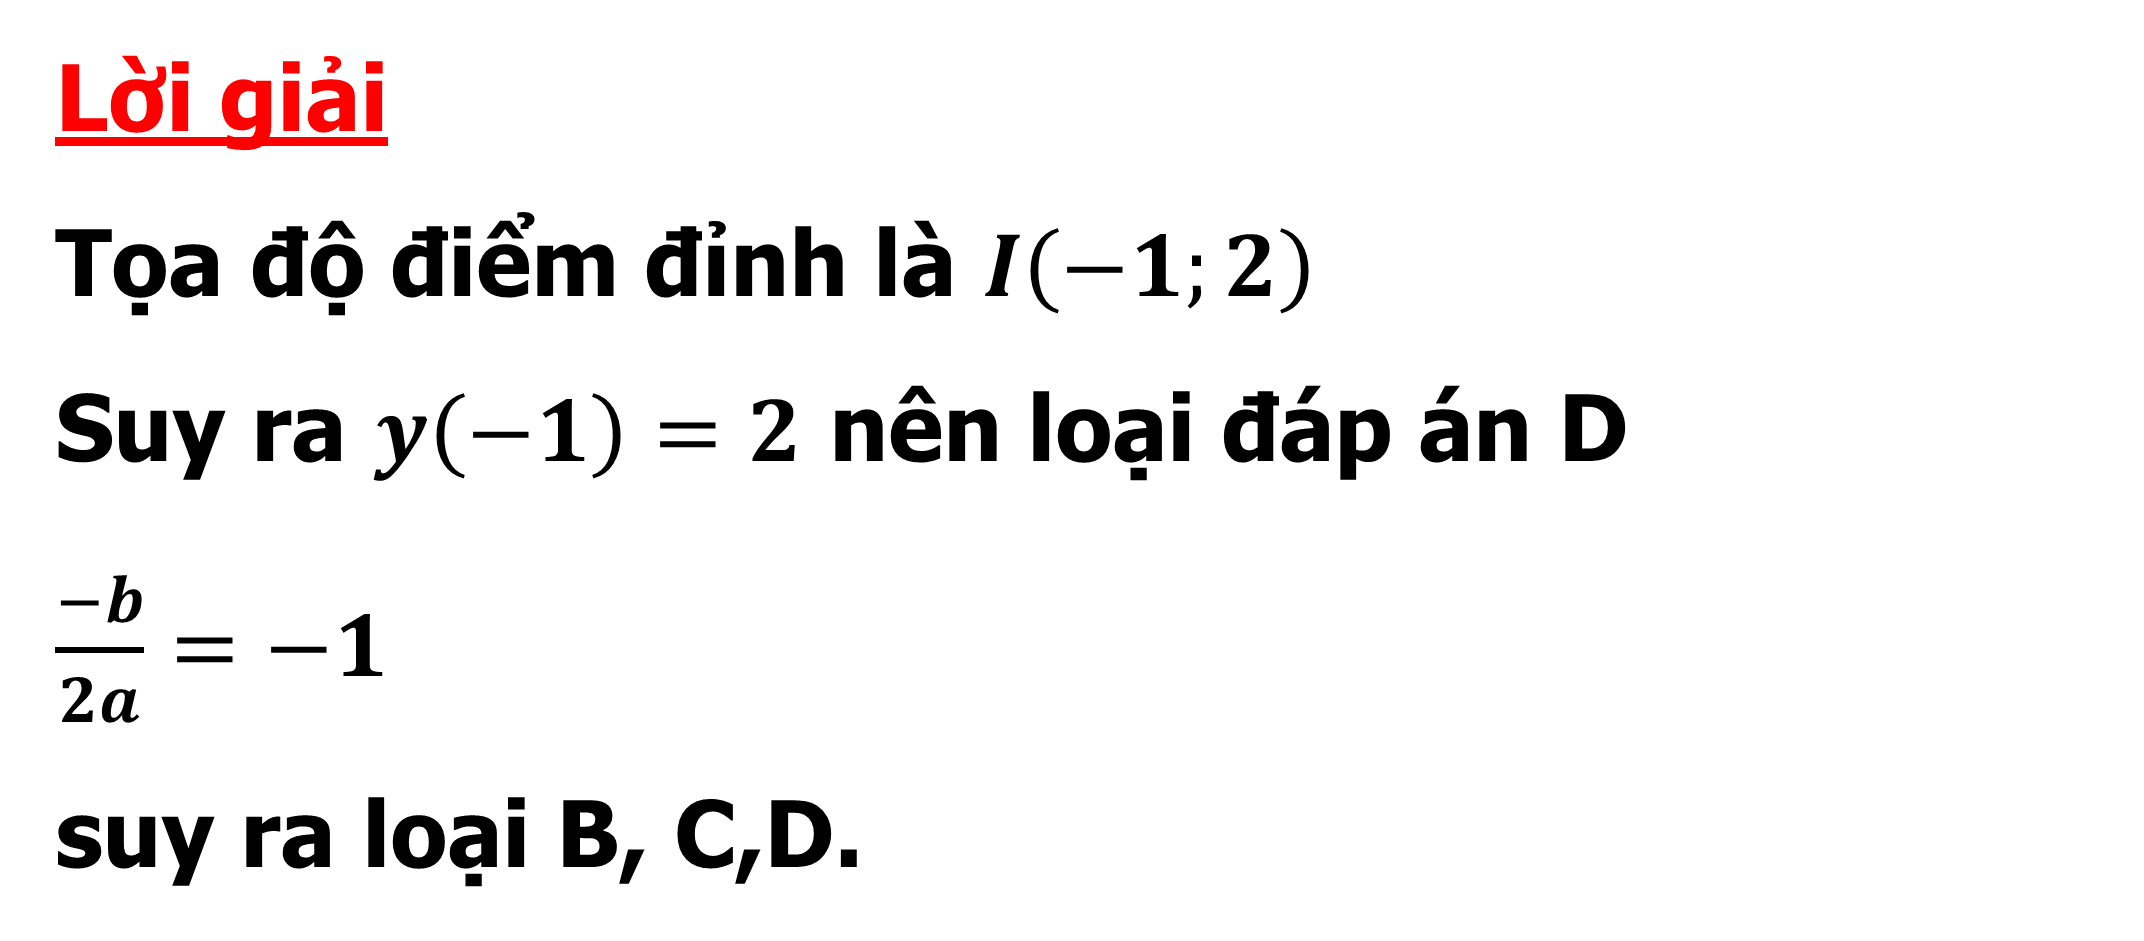 Lời giải
Tọa độ điểm đỉnh là I(−1; 2)
Suy ra y(−1) = 2 nên loại đáp án D
−b/2a = −1
suy ra loại B, C,D.